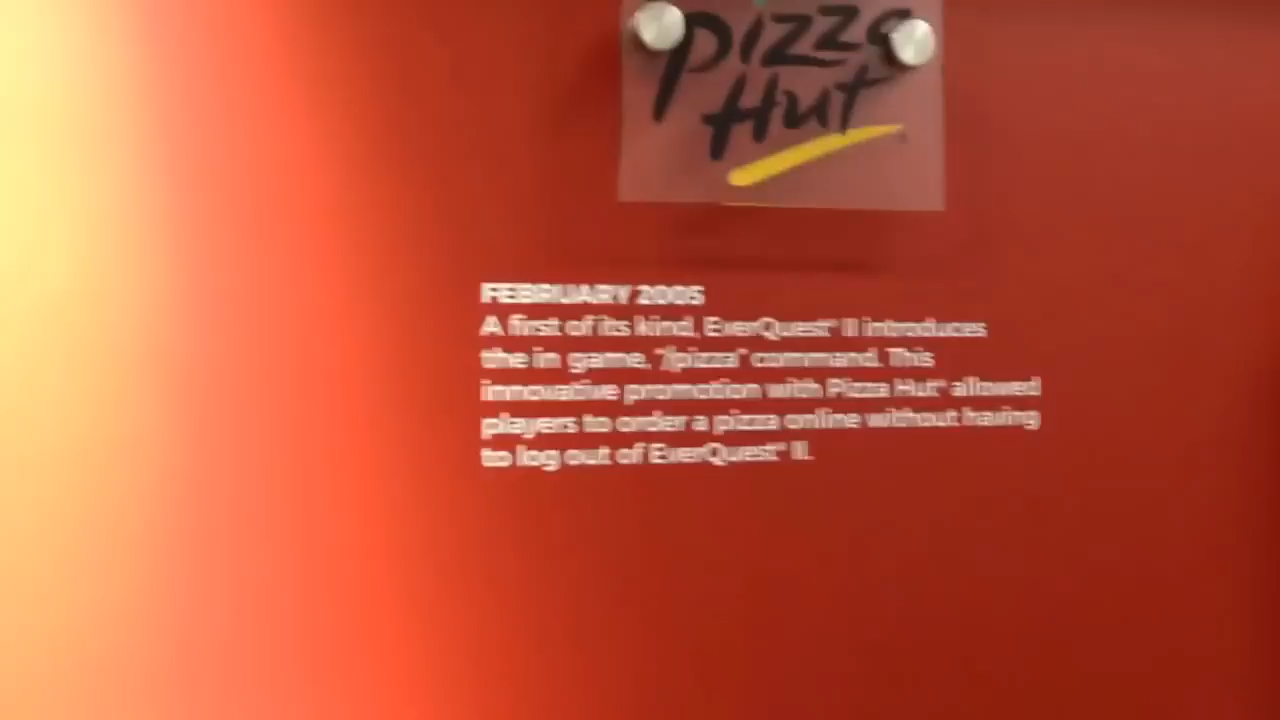 pizza
Hut
FEBRUARY 2005
A first of its kind, EverQuest® II introduces
the in game, "/pizza" command. This
innovative promotion with Pizza Hut® allowed
players to order a pizza online without having
to log out of EverQuest® II.